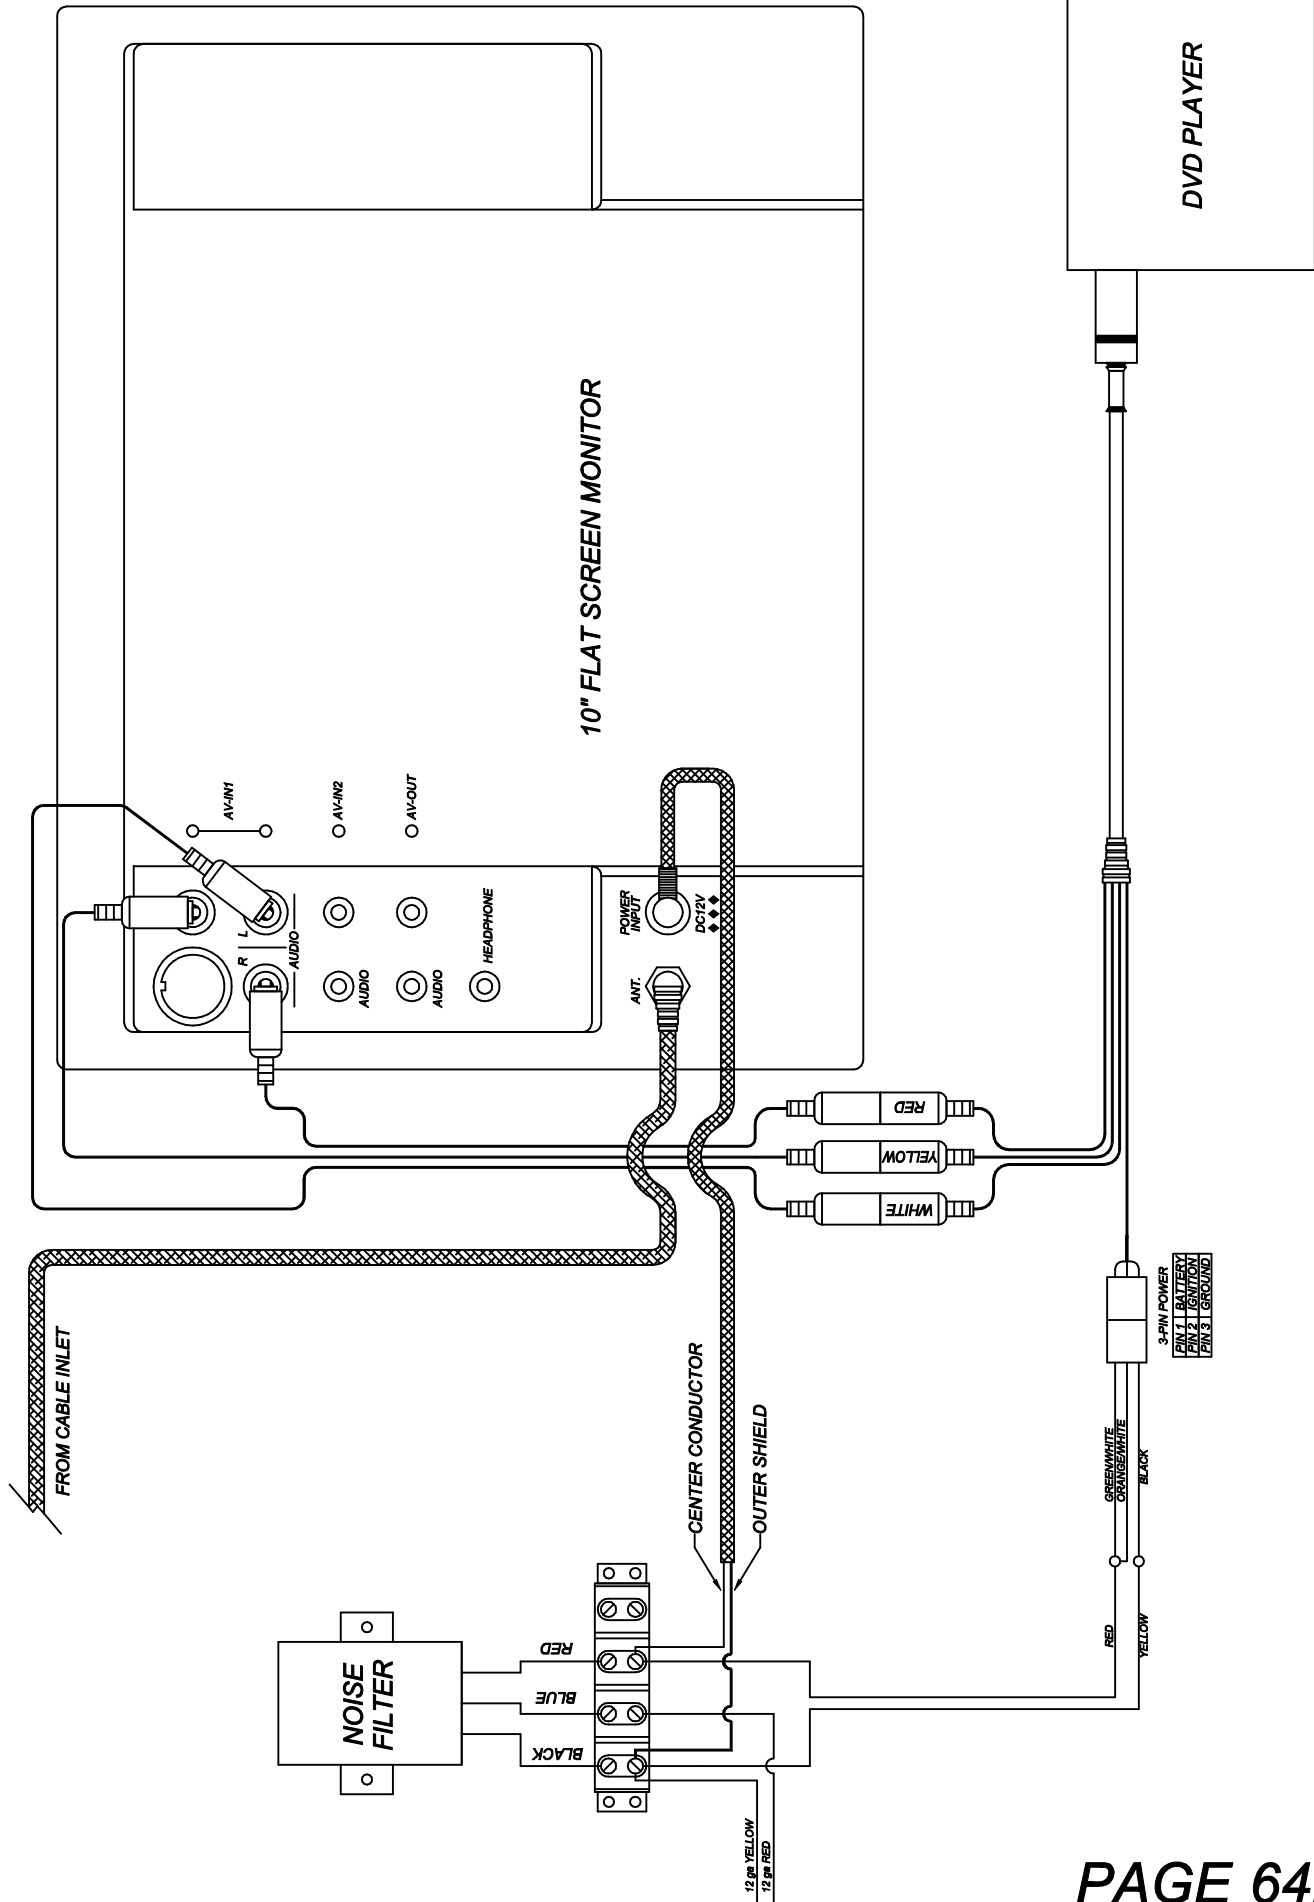 DVD PLAYER
10" FLAT SCREEN MONITOR
AV-IN1
AV-IN2
AV-OUT
L
R
AUDIO
AUDIO
AUDIO
HEADPHONE
POWER
INPUT
DC12V
ANT.
RED
YELLOW
WHITE
FROM CABLE INLET
3-PIN POWER
PIN 1 BATTERY
PIN 2 IGNITION
PIN 3 GROUND
CENTER CONDUCTOR
OUTER SHIELD
GREEN/WHITE
ORANGE/WHITE
BLACK
RED
YELLOW
NOISE
FILTER
RED
BLUE
BLACK
12 ga YELLOW
12 ga RED
PAGE 64